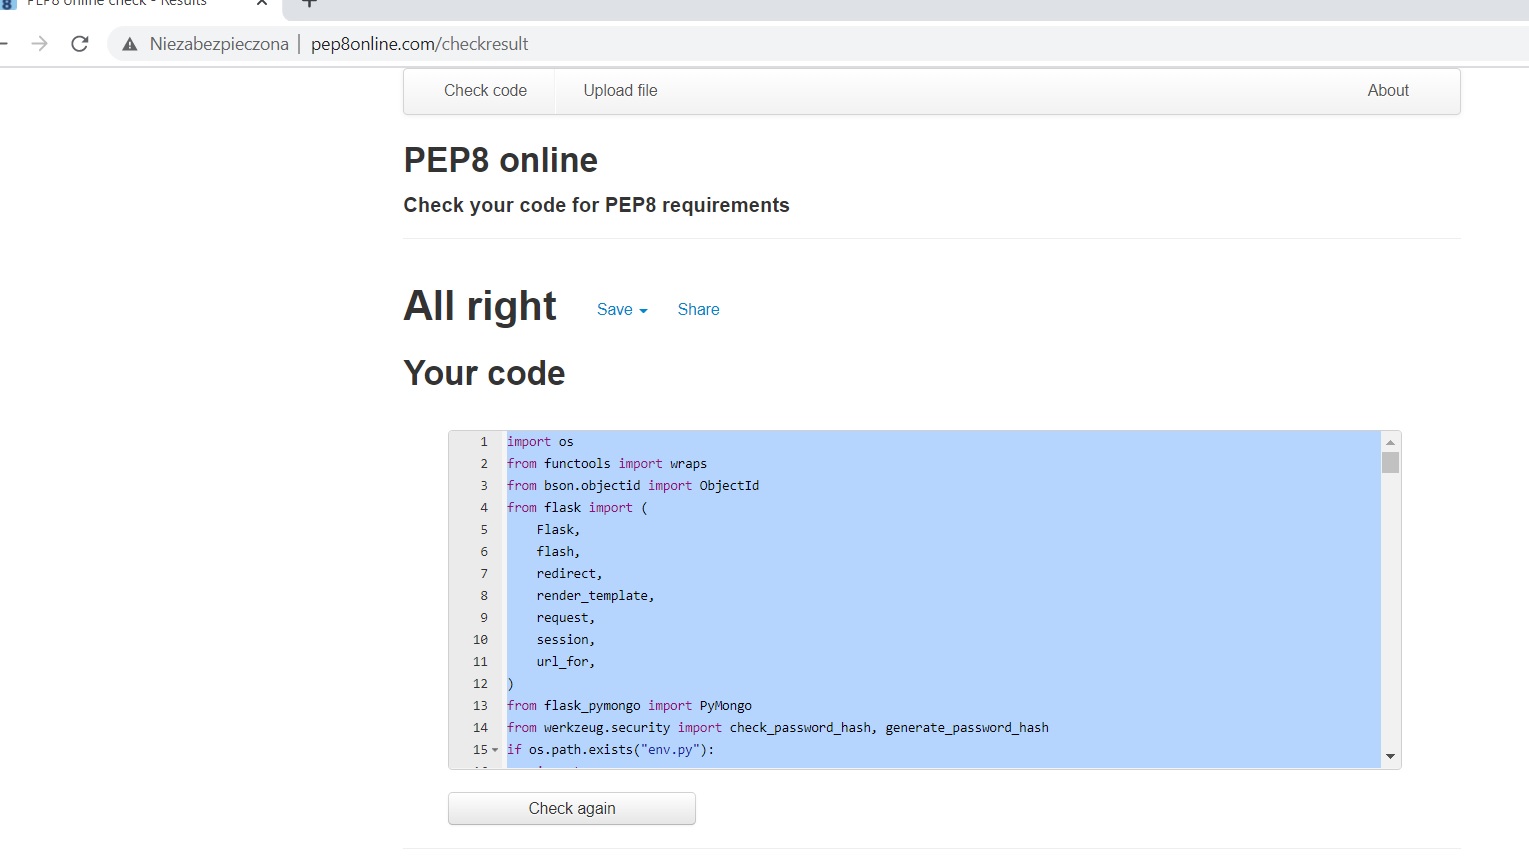 PEP8 online check - Results
Niezabezpieczona | pep8online.com/checkresult
Check code Upload file About
PEP8 online
Check your code for PEP8 requirements
All right Save Share
Your code
1 import os
2 from functools import wraps
3 from bson.objectid import ObjectId
4 from flask import (
5 Flask,
6 flash,
7 redirect,
8 render_template,
9 request,
10 session,
11 url_for,
12 )
13 from flask_pymongo import PyMongo
14 from werkzeug.security import check_password_hash, generate_password_hash
15 if os.path.exists("env.py"):
Check again